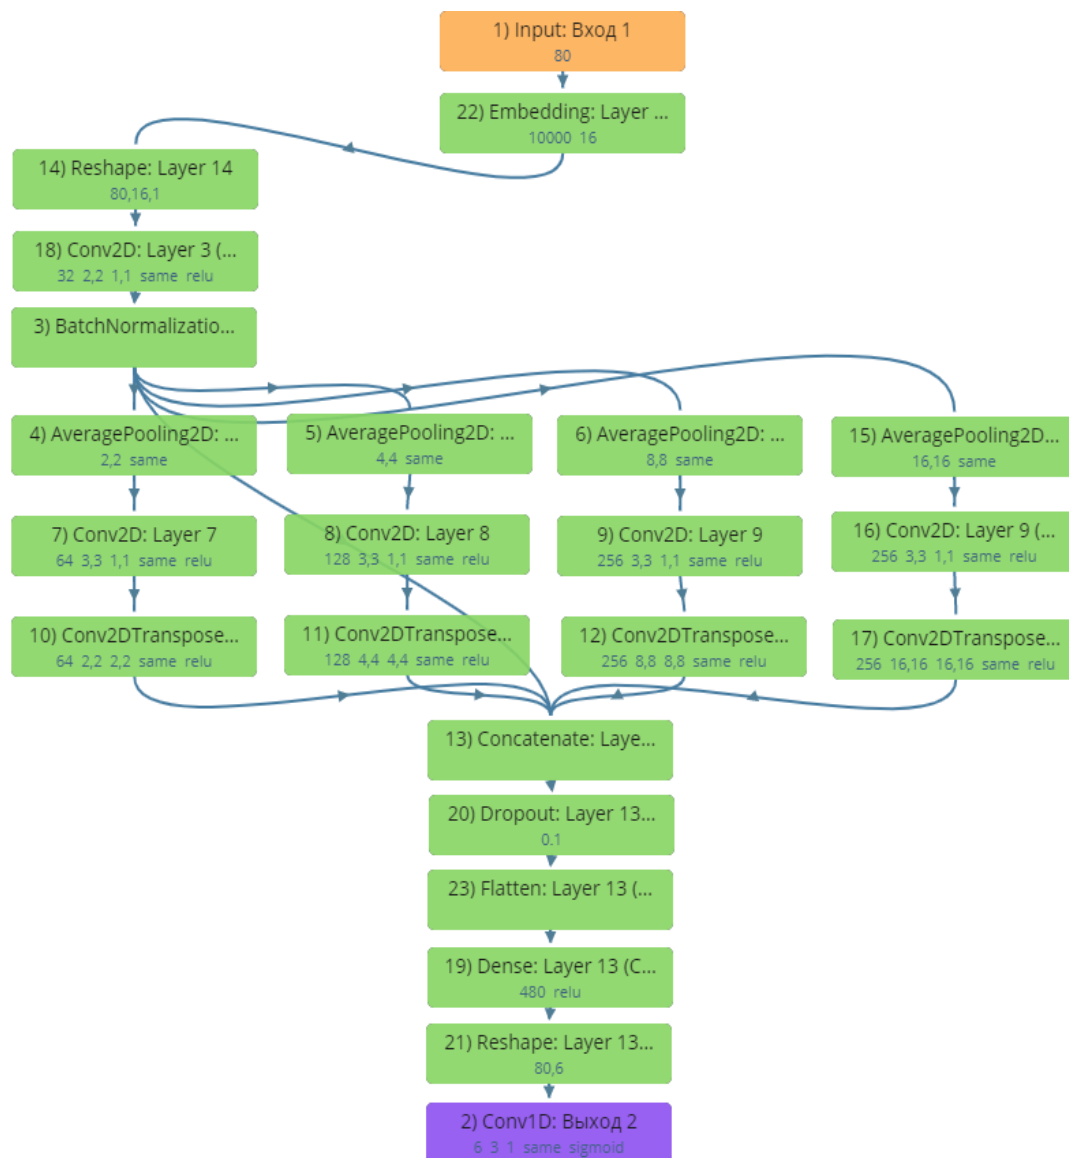 1) Input: Вход 1
80
22) Embedding: Layer ...
10000 16
14) Reshape: Layer 14
80,16,1
18) Conv2D: Layer 3 (...
32 2,2 1,1 same relu
3) BatchNormalizatio...
4) AveragePooling2D: ...
2,2 same
5) AveragePooling2D: ...
4,4 same
6) AveragePooling2D: ...
8,8 same
15) AveragePooling2D...
16,16 same
7) Conv2D: Layer 7
64 3,3 1,1 same relu
8) Conv2D: Layer 8
128 3,3 1,1 same relu
9) Conv2D: Layer 9
256 3,3 1,1 same relu
16) Conv2D: Layer 9 (...
256 3,3 1,1 same relu
10) Conv2DTranspose...
64 2,2 2,2 same relu
11) Conv2DTranspose...
128 4,4 4,4 same relu
12) Conv2DTranspose...
256 8,8 8,8 same relu
17) Conv2DTranspose...
256 16,16 16,16 same relu
13) Concatenate: Laye...
20) Dropout: Layer 13...
0.1
23) Flatten: Layer 13 (...
19) Dense: Layer 13 (C...
480 relu
21) Reshape: Layer 13...
80,6
2) Conv1D: Выход 2
6 3 1 same sigmoid